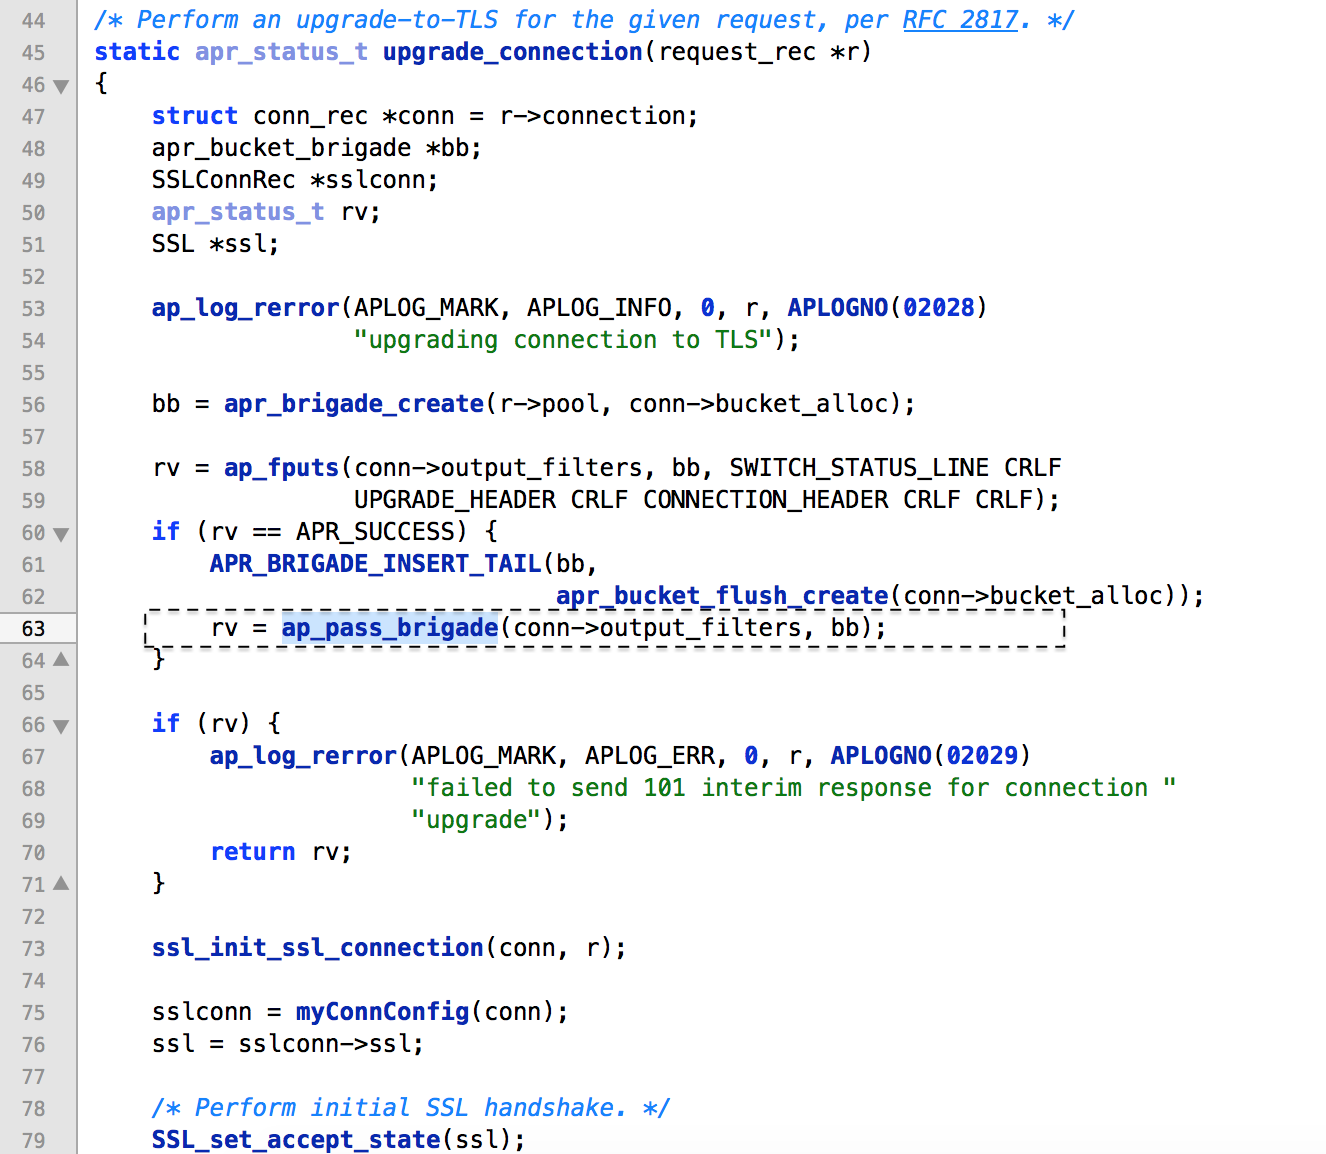 44 /* Perform an upgrade-to-TLS for the given request, per RFC 2817. */
45 static apr_status_t upgrade_connection(request_rec *r)
46 {
47     struct conn_rec *conn = r->connection;
48     apr_bucket_brigade *bb;
49     SSLConnRec *sslconn;
50     apr_status_t rv;
51     SSL *ssl;
52
53     ap_log_rerror(APLOG_MARK, APLOG_INFO, 0, r, APLOGNO(02028)
54                   "upgrading connection to TLS");
55
56     bb = apr_brigade_create(r->pool, conn->bucket_alloc);
57
58     rv = ap_fputs(conn->output_filters, bb, SWITCH_STATUS_LINE CRLF
59                   UPGRADE_HEADER CRLF CONNECTION_HEADER CRLF CRLF);
60     if (rv == APR_SUCCESS) {
61         APR_BRIGADE_INSERT_TAIL(bb,
62                                 apr_bucket_flush_create(conn->bucket_alloc));
63         rv = ap_pass_brigade(conn->output_filters, bb);
64     }
65
66     if (rv) {
67         ap_log_rerror(APLOG_MARK, APLOG_ERR, 0, r, APLOGNO(02029)
68                       "failed to send 101 interim response for connection "
69                       "upgrade");
70         return rv;
71     }
72
73     ssl_init_ssl_connection(conn, r);
74
75     sslconn = myConnConfig(conn);
76     ssl = sslconn->ssl;
77
78     /* Perform initial SSL handshake. */
79     SSL_set_accept_state(ssl);